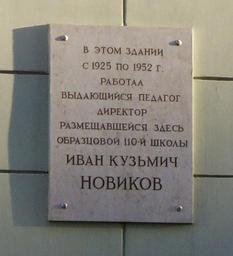 В ЭТОМ ЗДАНИИ
С 1925 ПО 1952 Г.
РАБОТАЛ
ВЫДАЮЩИЙСЯ ПЕДАГОГ
ДИРЕКТОР
РАЗМЕЩАВШЕЙСЯ ЗДЕСЬ
ОБРАЗЦОВОЙ 110-Й ШКОЛЫ
ИВАН КУЗЬМИЧ
НОВИКОВ